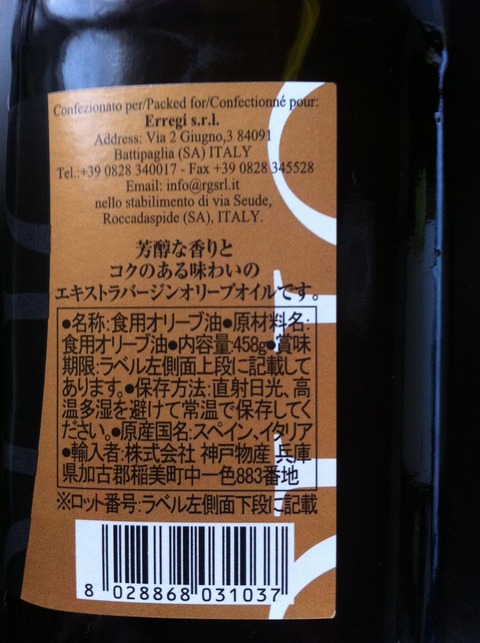 Confezionato per/Packed for/Confectionné pour:
Erregi s.r.l.
Address: Via 2 Giugno,3 84091
Battipaglia (SA) ITALY
Tel.:+39 0828 340017 - Fax +39 0828 345528
Email: info@rgsrl.it
nello stabilimento di via Seude,
Roccadaspide (SA), ITALY.
芳醇な香りと
コクのある味わいの
エキストラバージンオリーブオイルです。
●名称:食用オリーブ油●原材料名:
食用オリーブ油●内容量:458g●賞味
期限:ラベル左側面上段に記載して
あります。●保存方法:直射日光、高
温多湿を避けて常温で保存してく
ださい。●原産国名:スペイン、イタリア
●輸入者:株式会社 神戸物産 兵庫
県加古郡稲美町中一色883番地
※ロット番号:ラベル左側面下段に記載
8 028868 031037